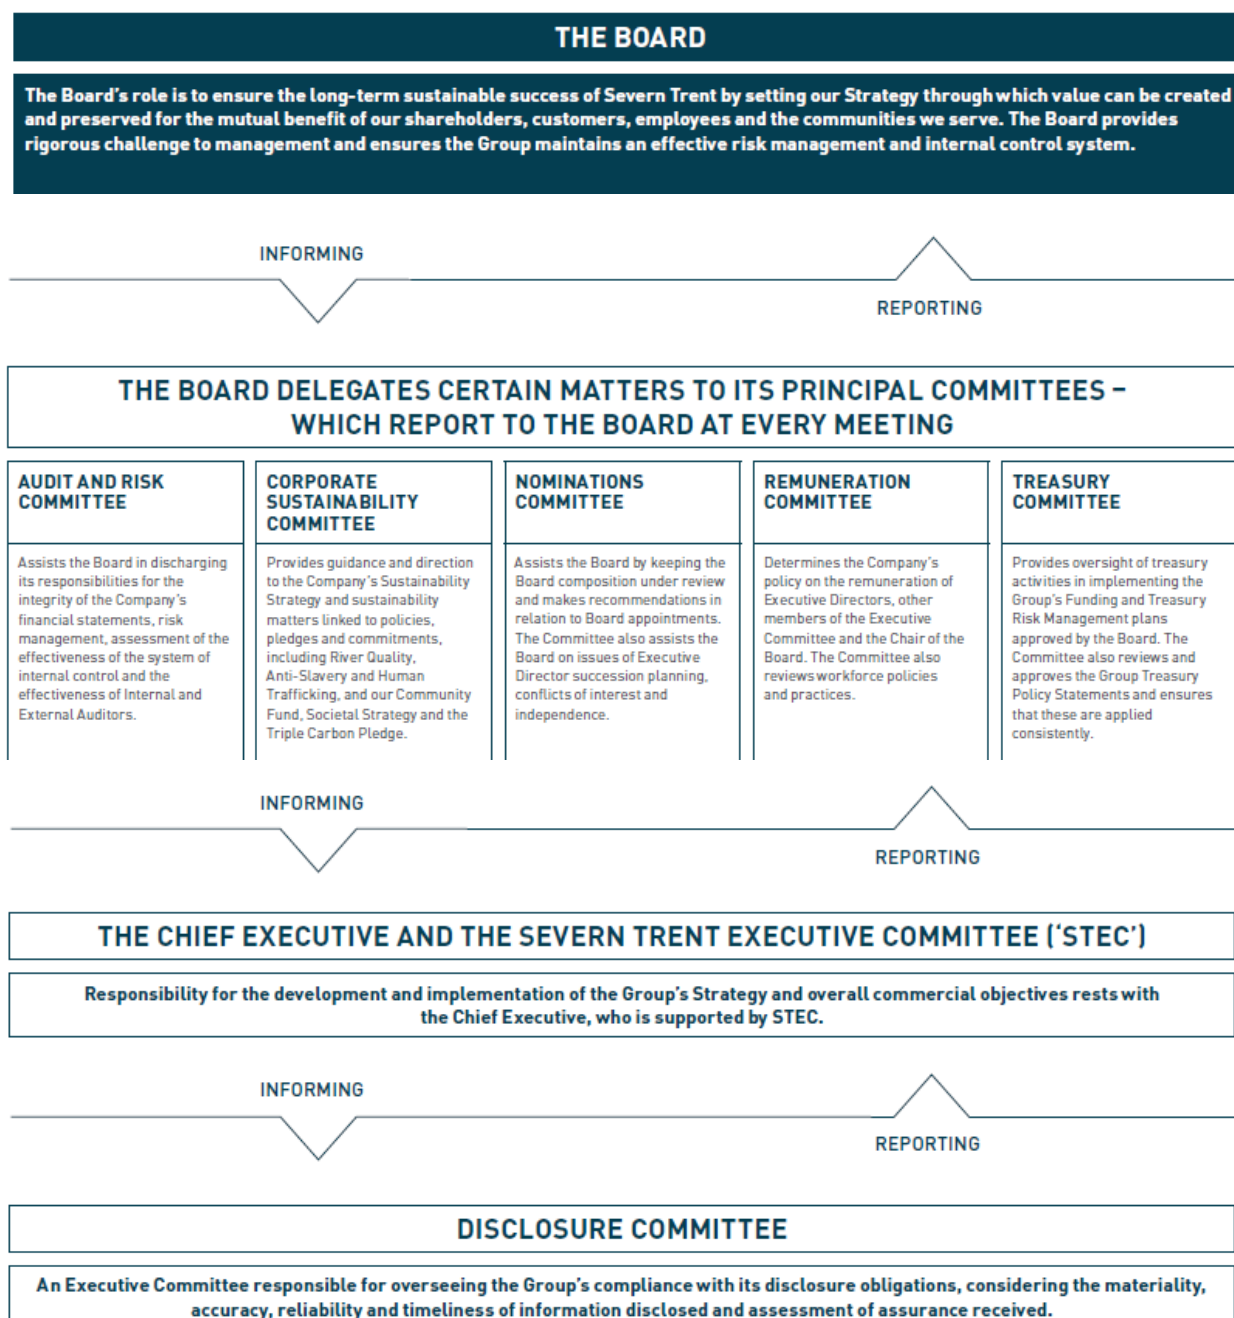 THE BOARD
The Board's role is to ensure the long-term sustainable success of Severn Trent by setting our Strategy through which value can be created
and preserved for the mutual benefit of our shareholders, customers, employees and the communities we serve. The Board provides
rigorous challenge to management and ensures the Group maintains an effective risk management and internal control system.
INFORMING
REPORTING
THE BOARD DELEGATES CERTAIN MATTERS TO ITS PRINCIPAL COMMITTEES –
WHICH REPORT TO THE BOARD AT EVERY MEETING
AUDIT AND RISK
COMMITTEE
Assists the Board in discharging
its responsibilities for the
integrity of the Company's
financial statements, risk
management, assessment of the
effectiveness of the system of
internal control and the
effectiveness of Internal and
External Auditors.
CORPORATE
SUSTAINABILITY
COMMITTEE
Provides guidance and direction
to the Company's Sustainability
Strategy and sustainability
matters linked to policies,
pledges and commitments,
including River Quality,
Anti-Slavery and Human
Trafficking, and our Community
Fund, Societal Strategy and the
Triple Carbon Pledge.
NOMINATIONS
COMMITTEE
Assists the Board by keeping the
Board composition under review
and makes recommendations in
relation to Board appointments.
The Committee also assists the
Board on issues of Executive
Director succession planning,
conflicts of interest and
independence.
REMUNERATION
COMMITTEE
Determines the Company's
policy on the remuneration of
Executive Directors, other
members of the Executive
Committee and the Chair of the
Board. The Committee also
reviews workforce policies
and practices.
TREASURY
COMMITTEE
Provides oversight of treasury
activities in implementing the
Group's Funding and Treasury
Risk Management plans
approved by the Board. The
Committee also reviews and
approves the Group Treasury
Policy Statements and ensures
that these are applied
consistently.
INFORMING
REPORTING
THE CHIEF EXECUTIVE AND THE SEVERN TRENT EXECUTIVE COMMITTEE ('STEC')
Responsibility for the development and implementation of the Group's Strategy and overall commercial objectives rests with
the Chief Executive, who is supported by STEC.
INFORMING
REPORTING
DISCLOSURE COMMITTEE
An Executive Committee responsible for overseeing the Group's compliance with its disclosure obligations, considering the materiality,
accuracy, reliability and timeliness of information disclosed and assessment of assurance received.